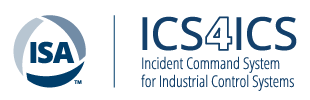 ISA
TM
ICS4ICS
Incident Command System
for Industrial Control Systems